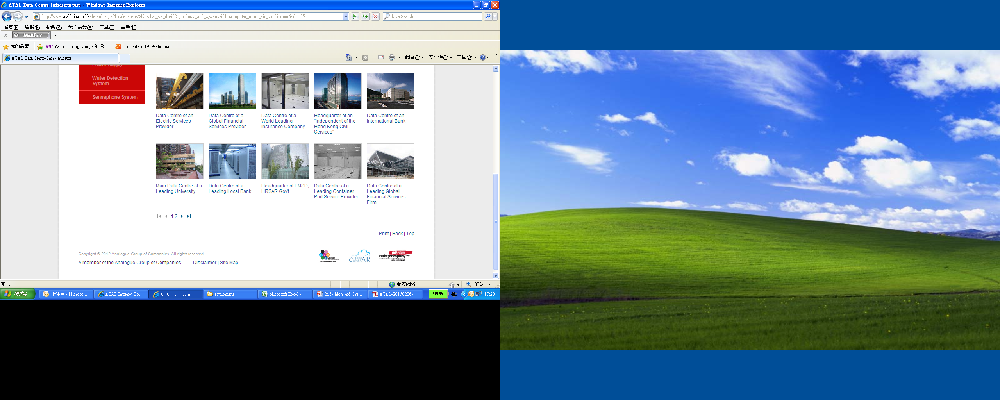 ATAL Data Centre Infrastructure - Windows Internet Explorer
http://www.ataldci.com.hk/default.aspx?locale=en-us&l3=what_we_do&l2=products_and_systems&l1=computer_room_air_conditioner&id=135
Live Search
檔案(F) 編輯(E) 檢視(V) 我的最愛(A) 工具(T) 說明(H)
McAfee
我的最愛 Yahoo! Hong Kong - 雅虎... Hotmail - jn1919@hotmail
ATAL Data Centre Infrastructure
網頁(P) 安全性(S) 工具(O)
Power Supply
Water Detection
System
Sensaphone System
Data Centre of an
Electric Services
Provider
Data Centre of a
Global Financial
Services Provider
Data Centre of a
World Leading
Insurance Company
Headquarter of an
"Independent of the
Hong Kong Civil
Services"
Data Centre of an
International Bank
Main Data Centre of a
Leading University
Data Centre of a
Leading Local Bank
Headquarter of EMSD,
HRSAR Gov't
Data Centre of a
Leading Container
Port Service Provider
Data Centre of a
Leading Global
Financial Services
Firm
1 2
Print | Back | Top
Copyright © 2012 Analogue Group of Companies. All rights reserved.
A member of the Analogue Group of Companies Disclaimer | Site Map
CSR
advocate
CLEAN AIR
商界展關懷
caringcompany
完成
網際網路
100%
開始
收件匣 - Microso...
ATAL Intranet Ho...
ATAL Data Centr...
equipment
Microsoft Excel - ...
In fashion and Gre...
ATAL-20130206-...
99%
17:20